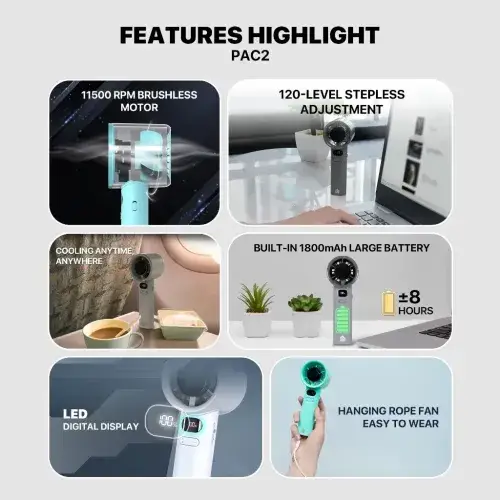 FEATURES HIGHLIGHT
PAC2
11500 RPM BRUSHLESS
MOTOR
120-LEVEL STEPLESS
ADJUSTMENT
COOLING ANYTIME,
ANYWHERE
BUILT-IN 1800mAh LARGE BATTERY
±8
HOURS
LED
DIGITAL DISPLAY
100
HANGING ROPE FAN
EASY TO WEAR